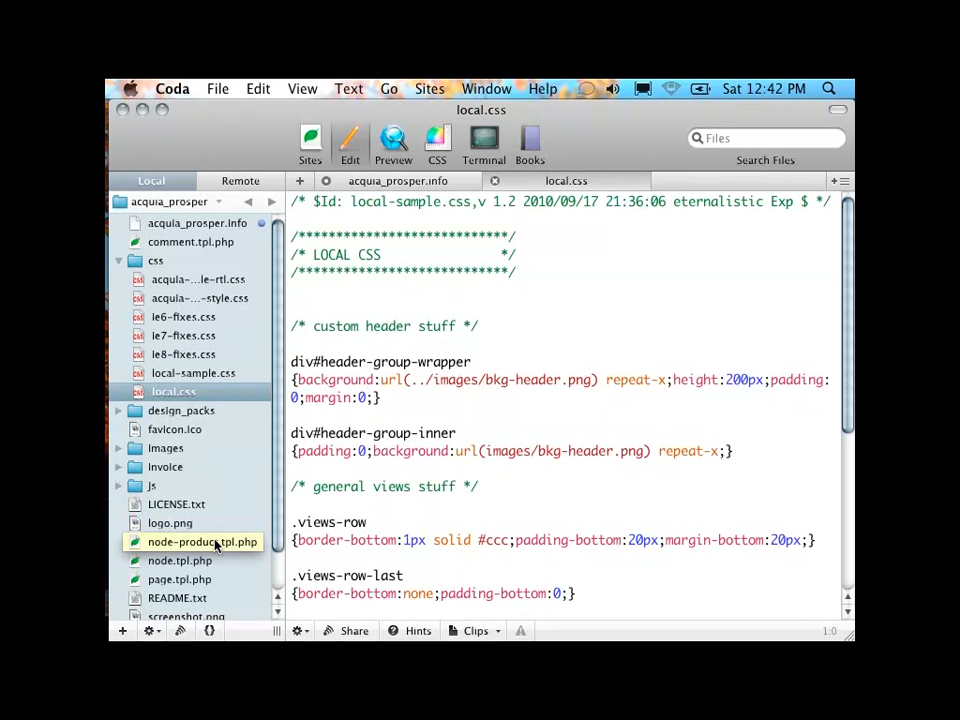 Coda File Edit View Text Go Sites Window Help Sat 12:42 PM
local.css
Sites Edit Preview CSS Terminal Books
Files
Search Files
Local Remote
acquia_prosper.info
local.css
acquia_prosper
acquia_prosper.info
comment.tpl.php
css
acquia-...le-rtl.css
acquia-...-style.css
ie6-fixes.css
ie7-fixes.css
ie8-fixes.css
local-sample.css
local.css
design_packs
favicon.ico
images
invoice
js
LICENSE.txt
logo.png
node-product.tpl.php
node.tpl.php
page.tpl.php
README.txt
screenshot.png
/* $Id: local-sample.css,v 1.2 2010/09/17 21:36:06 eternalistic Exp $ */
/***************************/
/* LOCAL CSS */
/***************************/
/* custom header stuff */
div#header-group-wrapper
{background:url(../images/bkg-header.png) repeat-x;height:200px;padding:
0;margin:0;}
div#header-group-inner
{padding:0;background:url(images/bkg-header.png) repeat-x;}
/* general views stuff */
.views-row
{border-bottom:1px solid #ccc;padding-bottom:20px;margin-bottom:20px;}
.views-row-last
{border-bottom:none;padding-bottom:0;}
Share Hints Clips
1:0